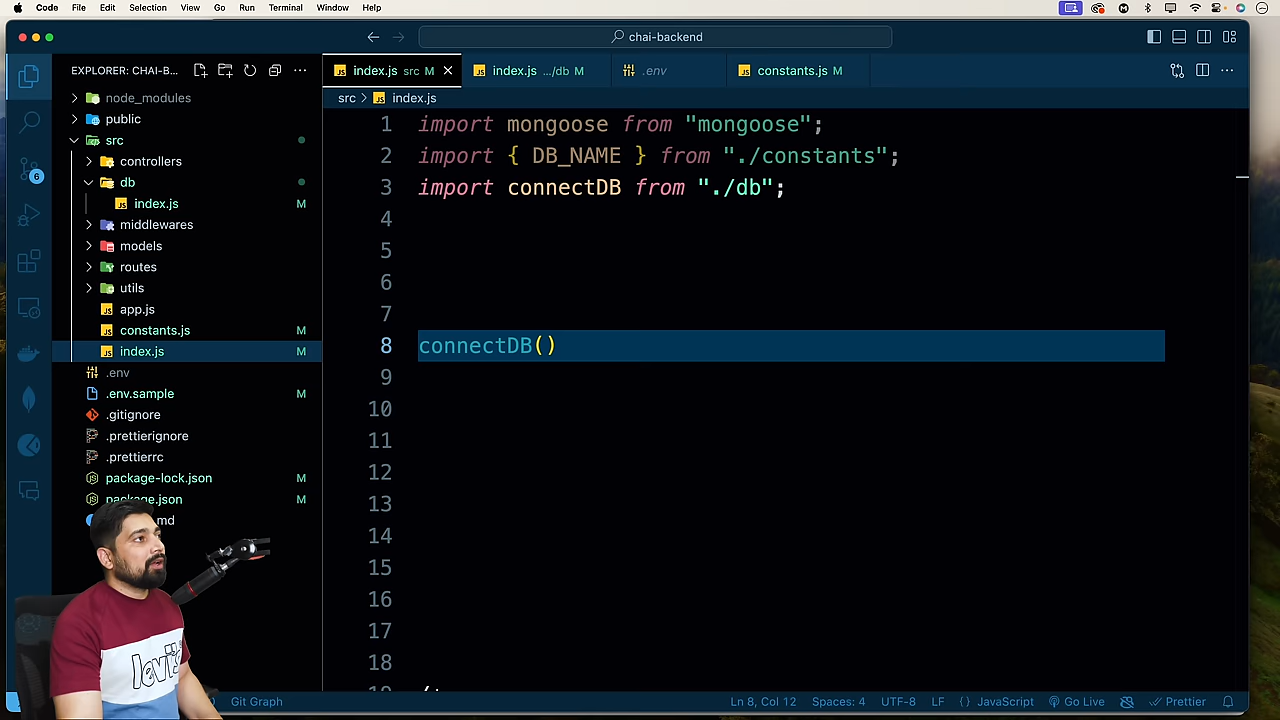 Code File Edit Selection View Go Run Terminal Window Help
chai-backend
EXPLORER: CHAI-B...
node_modules
public
src
controllers
db
index.js M
middlewares
models
routes
utils
app.js
constants.js M
index.js M
.env
.env.sample M
.gitignore
.prettierignore
.prettierrc
package-lock.json M
package.json M
md
6
index.js src M
index.js .../db M
.env
constants.js M
src > index.js
1 import mongoose from "mongoose";
2 import { DB_NAME } from "./constants";
3 import connectDB from "./db";
4
5
6
7
8 connectDB()
9
10
11
12
13
14
15
16
17
18
levi's
Git Graph
Ln 8, Col 12 Spaces: 4 UTF-8 LF {} JavaScript Go Live Prettier